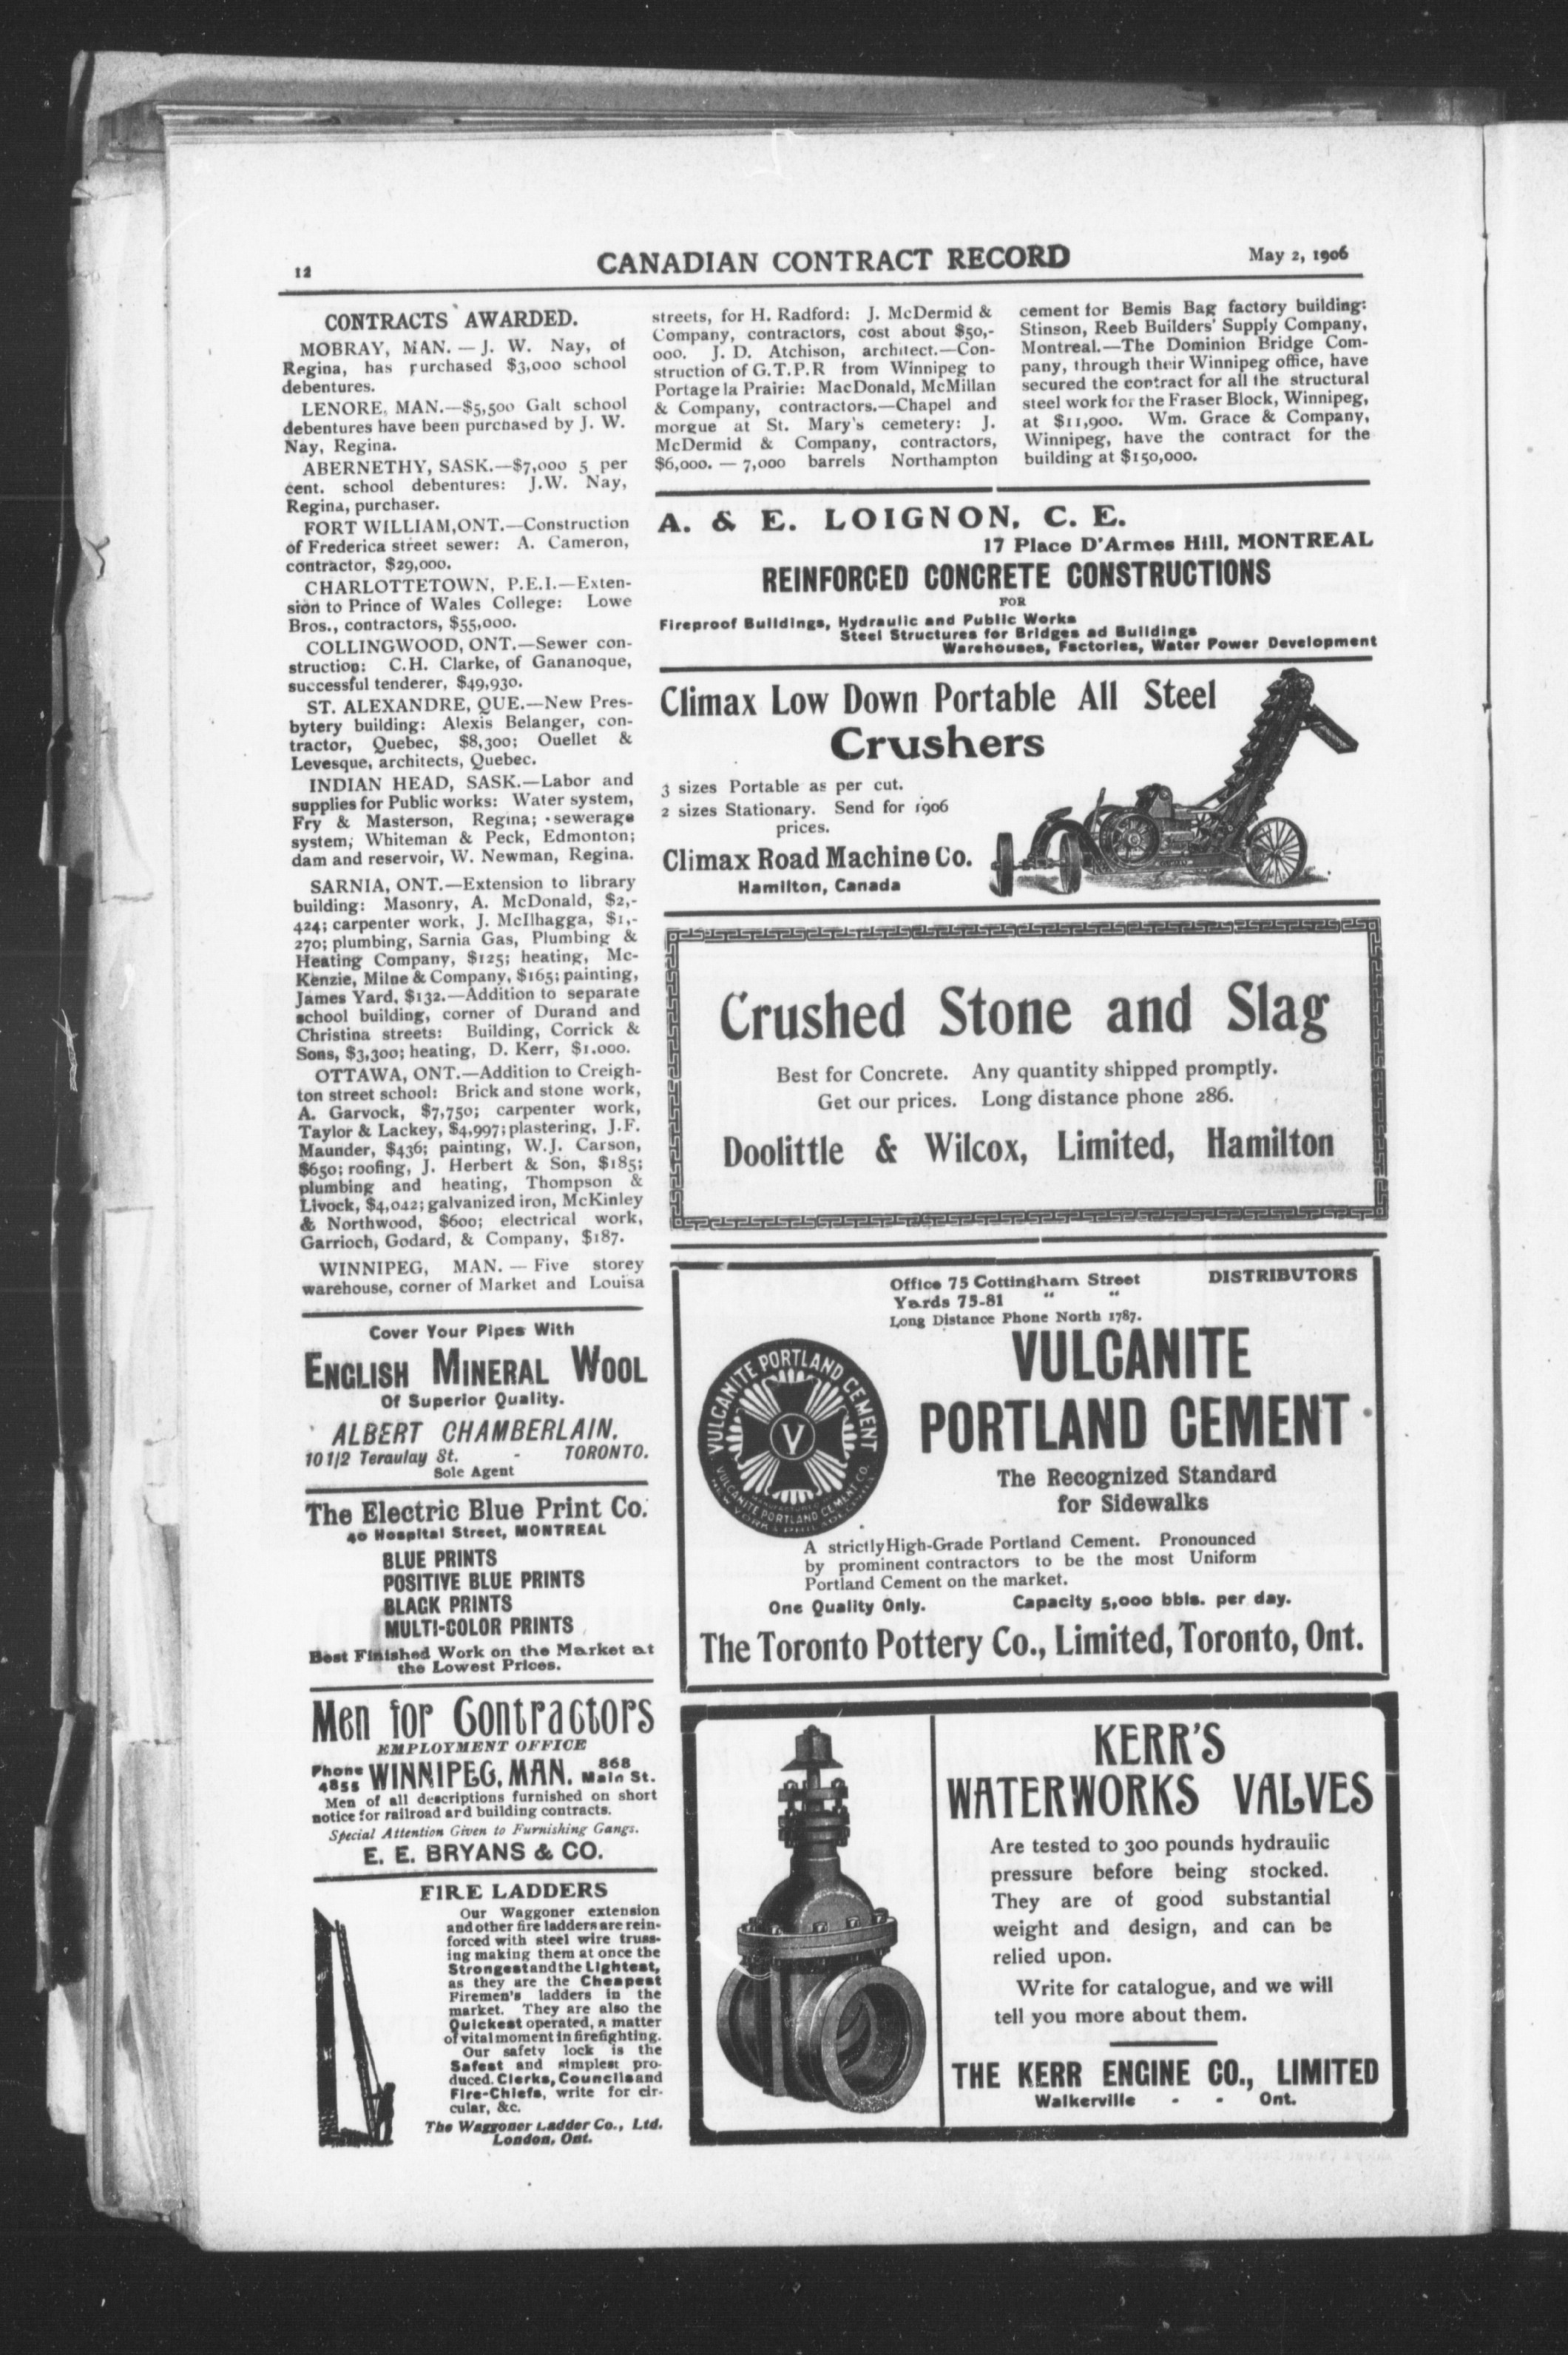 12
CANADIAN CONTRACT RECORD
May 2, 1906
CONTRACTS AWARDED.
MOBRAY, MAN. — J. W. Nay, of
Regina, has purchased $3,000 school
debentures.
LENORE, MAN.—$5,500 Galt school
debentures have been purchased by J. W.
Nay, Regina.
ABERNETHY, SASK.—$7,000 5 per
cent. school debentures: J.W. Nay,
Regina, purchaser.
FORT WILLIAM,ONT.—Construction
of Frederica street sewer: A. Cameron,
contractor, $29,000.
CHARLOTTETOWN, P.E.I.—Exten-
sion to Prince of Wales College: Lowe
Bros., contractors, $55,000.
COLLINGWOOD, ONT.—Sewer con-
struction: C.H. Clarke, of Gananoque,
successful tenderer, $49,930.
ST. ALEXANDRE, QUE.—New Pres-
bytery building: Alexis Belanger, con-
tractor, Quebec, $8,300; Ouellet &
Levesque, architects, Quebec.
INDIAN HEAD, SASK.—Labor and
supplies for Public works: Water system,
Fry & Masterson, Regina; sewerage
system, Whiteman & Peck, Edmonton;
dam and reservoir, W. Newman, Regina.
SARNIA, ONT.—Extension to library
building: Masonry, A. McDonald, $2,-
424; carpenter work, J. McIlhagga, $1,-
270; plumbing, Sarnia Gas, Plumbing &
Heating Company, $125; heating, Mc-
Kenzie, Milne & Company, $165; painting,
James Yard, $132.—Addition to separate
school building, corner of Durand and
Christina streets: Building, Corrick &
Sons, $3,300; heating, D. Kerr, $1.000.
OTTAWA, ONT.—Addition to Creigh-
ton street school: Brick and stone work,
A. Garvock, $7,750; carpenter work,
Taylor & Lackey, $4,997; plastering, J.F.
Maunder, $436; painting, W.J. Carson,
$650; roofing, J. Herbert & Son, $185;
plumbing and heating, Thompson &
Livock, $4,042; galvanized iron, McKinley
& Northwood, $600; electrical work,
Garrioch, Godard, & Company, $187.
WINNIPEG, MAN. — Five storey
warehouse, corner of Market and Louisa
streets, for H. Radford: J. McDermid &
Company, contractors, cost about $50,-
000. J. D. Atchison, architect.—Con-
struction of G.T.P.R from Winnipeg to
Portage la Prairie: MacDonald, McMillan
& Company, contractors.—Chapel and
morgue at St. Mary's cemetery: J.
McDermid & Company, contractors,
$6,000. — 7,000 barrels Northampton
cement for Bemis Bag factory building:
Stinson, Reeb Builders' Supply Company,
Montreal.—The Dominion Bridge Com-
pany, through their Winnipeg office, have
secured the contract for all the structural
steel work for the Fraser Block, Winnipeg,
at $11,900. Wm. Grace & Company,
Winnipeg, have the contract for the
building at $150,000.
Cover Your Pipes With
ENGLISH MINERAL WOOL
Of Superior Quality.
ALBERT CHAMBERLAIN.
10 1/2 Teraulay St. - TORONTO.
Sole Agent
The Electric Blue Print Co.
40 Hospital Street, MONTREAL
BLUE PRINTS
POSITIVE BLUE PRINTS
BLACK PRINTS
MULTI-COLOR PRINTS
Best Finished Work on the Market at
the Lowest Prices.
Men for Contractors
EMPLOYMENT OFFICE
Phone 4855 WINNIPEG, MAN. 868 Main St.
Men of all descriptions furnished on short
notice for railroad ard building contracts.
Special Attention Given to Furnishing Gangs.
E. E. BRYANS & CO.
FIRE LADDERS
Our Waggoner extension
and other fire ladders are rein-
forced with steel wire truss-
ing making them at once the
Strongest and the Lightest,
as they are the Cheapest
Firemen's ladders in the
market. They are also the
Quickest operated, a matter
of vital moment in firefighting.
Our safety lock is the
Safest and simplest pro-
duced. Clerks, Councils and
Fire-Chiefs, write for cir-
cular, &c.
The Waggoner Ladder Co., Ltd.
London, Ont.
A. & E. LOIGNON, C. E.
17 Place D'Armes Hill, MONTREAL
REINFORCED CONCRETE CONSTRUCTIONS
FOR
Fireproof Buildings, Hydraulic and Public Works
Steel Structures for Bridges ad Buildings
Warehouses, Factories, Water Power Development
Climax Low Down Portable All Steel
Crushers
3 sizes Portable as per cut.
2 sizes Stationary. Send for 1906
prices.
Climax Road Machine Co.
Hamilton, Canada
Crushed Stone and Slag
Best for Concrete. Any quantity shipped promptly.
Get our prices. Long distance phone 286.
Doolittle & Wilcox, Limited, Hamilton
Office 75 Cottingham Street DISTRIBUTORS
Yards 75-81 " "
Long Distance Phone North 1787.
VULCANITE PORTLAND CEMENT
V
VULCANITE PORTLAND CEMENT CO.
VULCANITE
PORTLAND CEMENT
The Recognized Standard
for Sidewalks
A strictly High-Grade Portland Cement. Pronounced
by prominent contractors to be the most Uniform
Portland Cement on the market.
One Quality Only. Capacity 5,000 bbls. per day.
The Toronto Pottery Co., Limited, Toronto, Ont.
KERR'S
WATERWORKS VALVES
Are tested to 300 pounds hydraulic
pressure before being stocked.
They are of good substantial
weight and design, and can be
relied upon.
Write for catalogue, and we will
tell you more about them.
THE KERR ENGINE CO., LIMITED
Walkerville - - Ont.